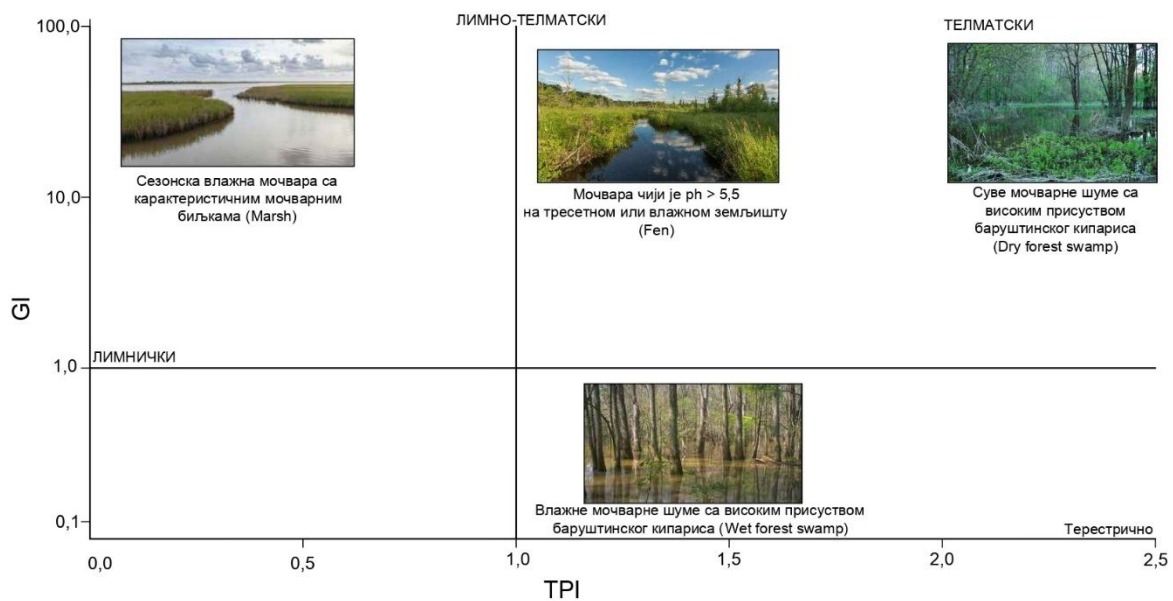 ЛИМНО-ТЕЛМАТСКИ
ТЕЛМАТСКИ
100,0
Сезонска влажна мочвара са
карактеристичним мочварним
биљкама (Marsh)
Мочвара чији је ph > 5,5
на тресетном или влажном земљишту
(Fen)
Суве мочварне шуме са
високим присуством
баруштинског кипариса
(Dry forest swamp)
10,0
GI
ЛИМНИЧКИ
1,0
Влажне мочварне шуме са високим присуством
баруштинског кипариса (Wet forest swamp)
0,1
Терестрично
0,0
0,5
1,0
1,5
2,0
2,5
TPI